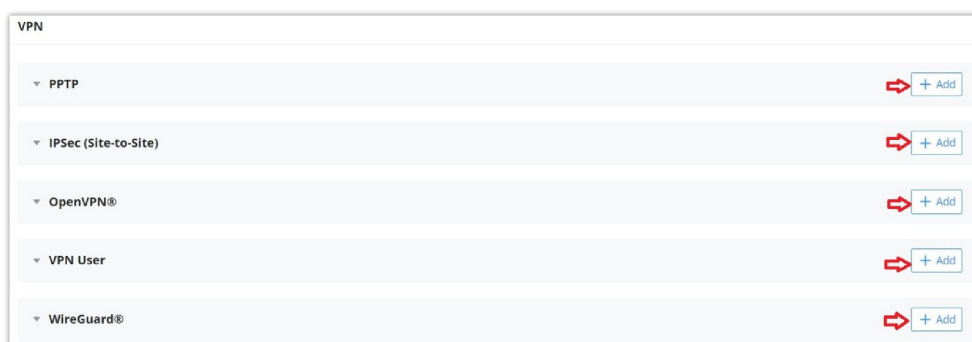 VPN
PPTP
+ Add
IPSec (Site-to-Site)
+ Add
OpenVPN®
+ Add
VPN User
+ Add
WireGuard®
+ Add